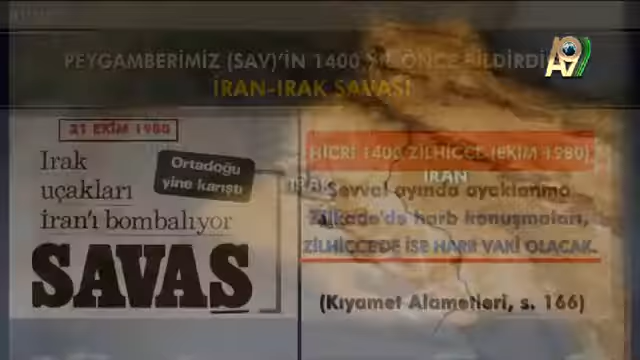 PEYGAMBERİMİZ (SAV)'İN 1400 YIL ÖNCE BİLDİRDİ
İRAN-IRAK SAVAŞI
A9
21 EKİM 1980
Irak
uçakları
İran'ı bombalıyor
SAVAŞ
Ortadoğu
yine karıştı
IRAK
İRAN
HİCRİ 1400 ZİLHİCCE (EKİM 1980)
Şevval ayında ayaklanma
Zilkade'de harb konuşmaları,
ZİLHİCCE'DE İSE HARB VAKİ OLACAK.
(Kıyamet Alametleri, s. 166)